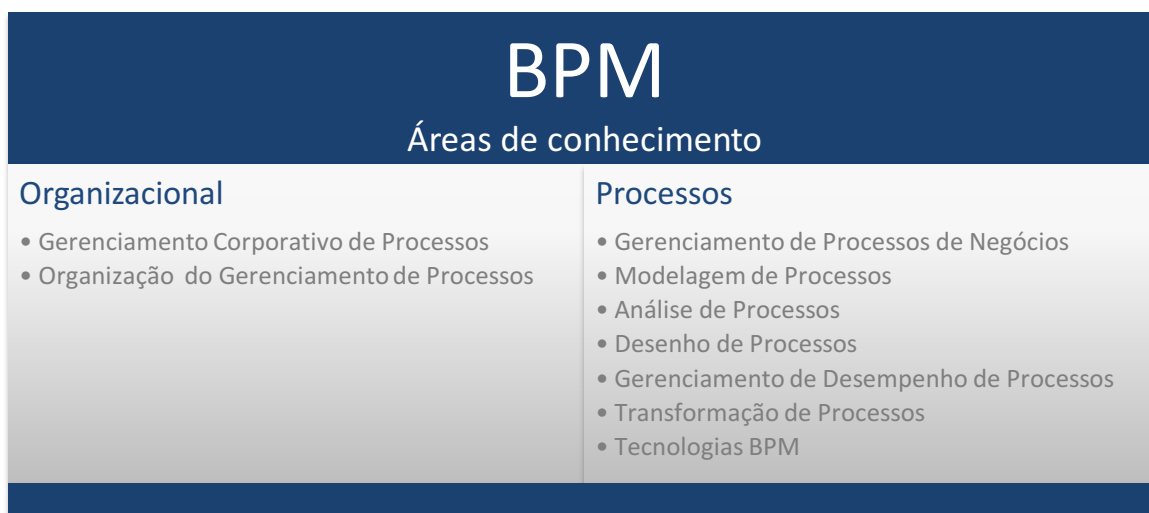 BPM
Áreas de conhecimento
Organizacional
• Gerenciamento Corporativo de Processos
• Organização do Gerenciamento de Processos
Processos
• Gerenciamento de Processos de Negócios
• Modelagem de Processos
• Análise de Processos
• Desenho de Processos
• Gerenciamento de Desempenho de Processos
• Transformação de Processos
• Tecnologias BPM